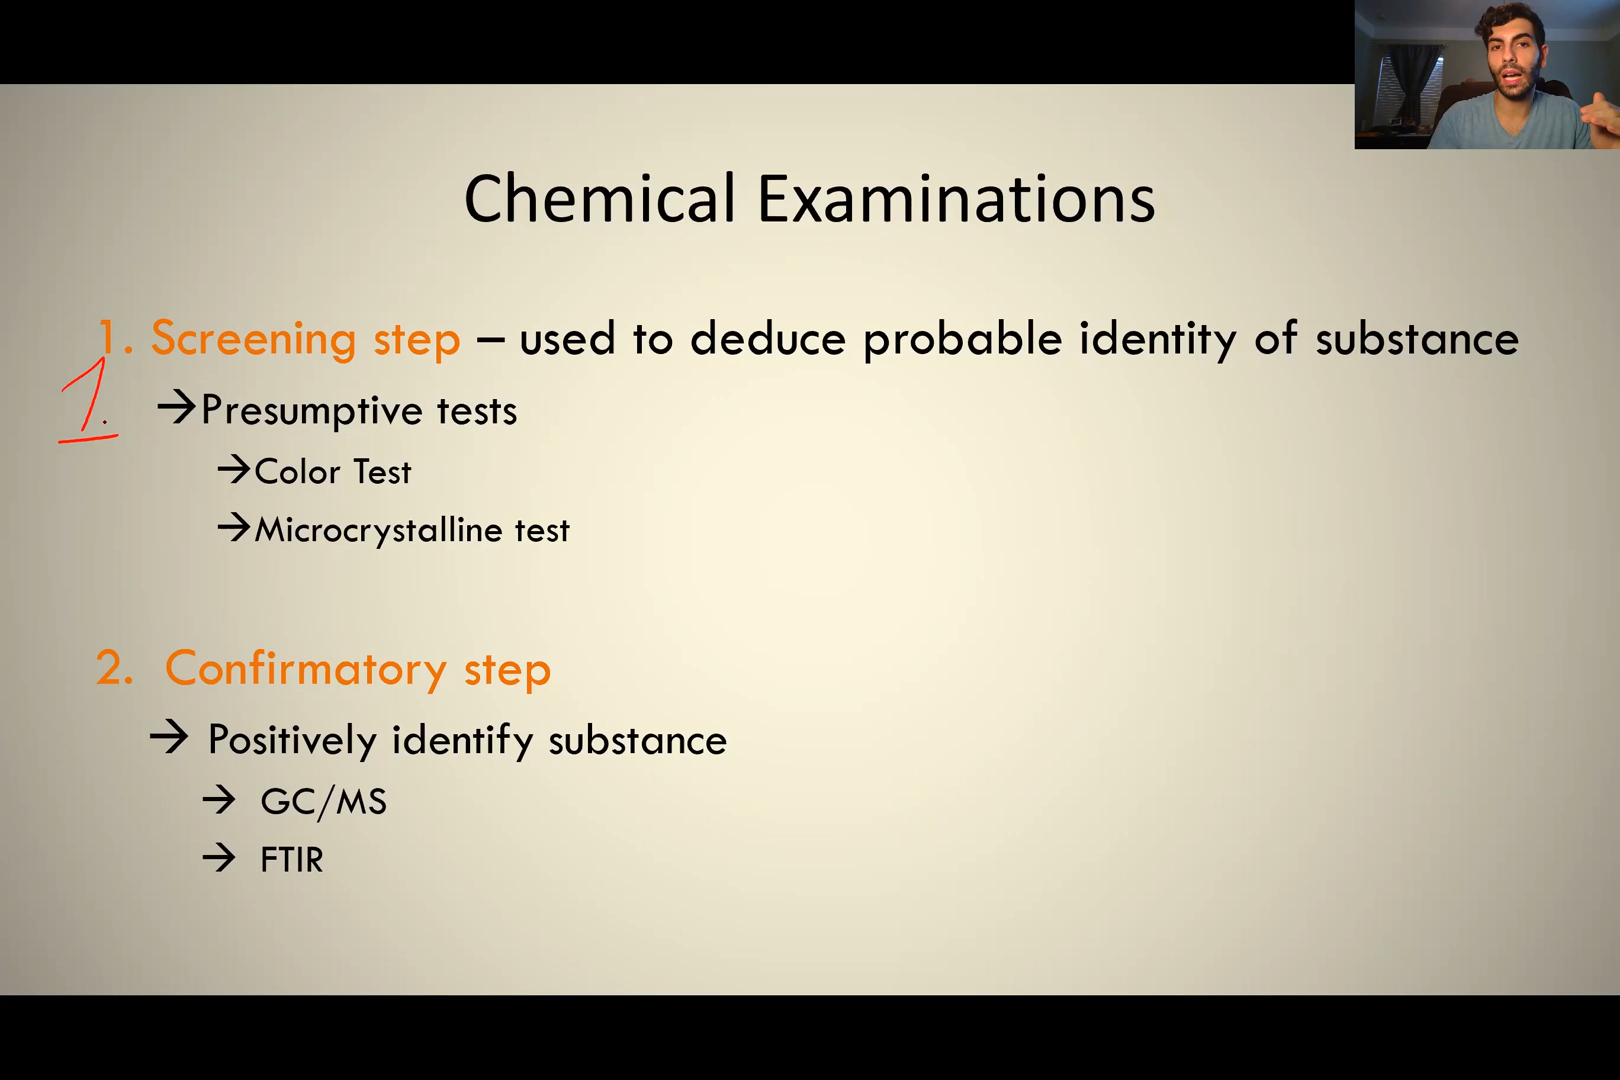 Chemical Examinations
1. Screening step – used to deduce probable identity of substance
1.
→Presumptive tests
→Color Test
→Microcrystalline test
2. Confirmatory step
→ Positively identify substance
→ GC/MS
→ FTIR